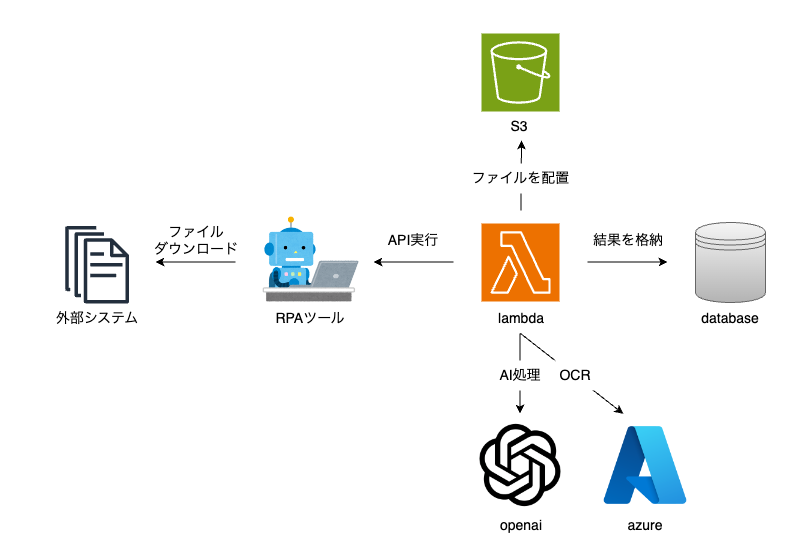 S3
ファイルを配置
ファイル
ダウンロード
API実行
結果を格納
外部システム
RPAツール
lambda
database
AI処理
OCR
openai
azure